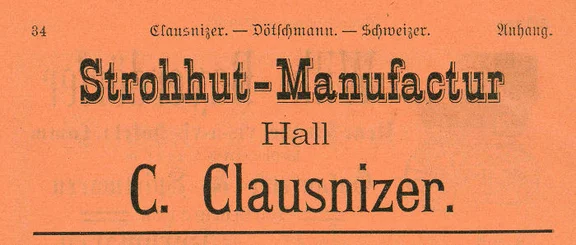 34 Clausnizer. — Dötschmann. — Schweizer. Anhang.
Strohhut-Manufactur
Hall
C. Clausnizer.